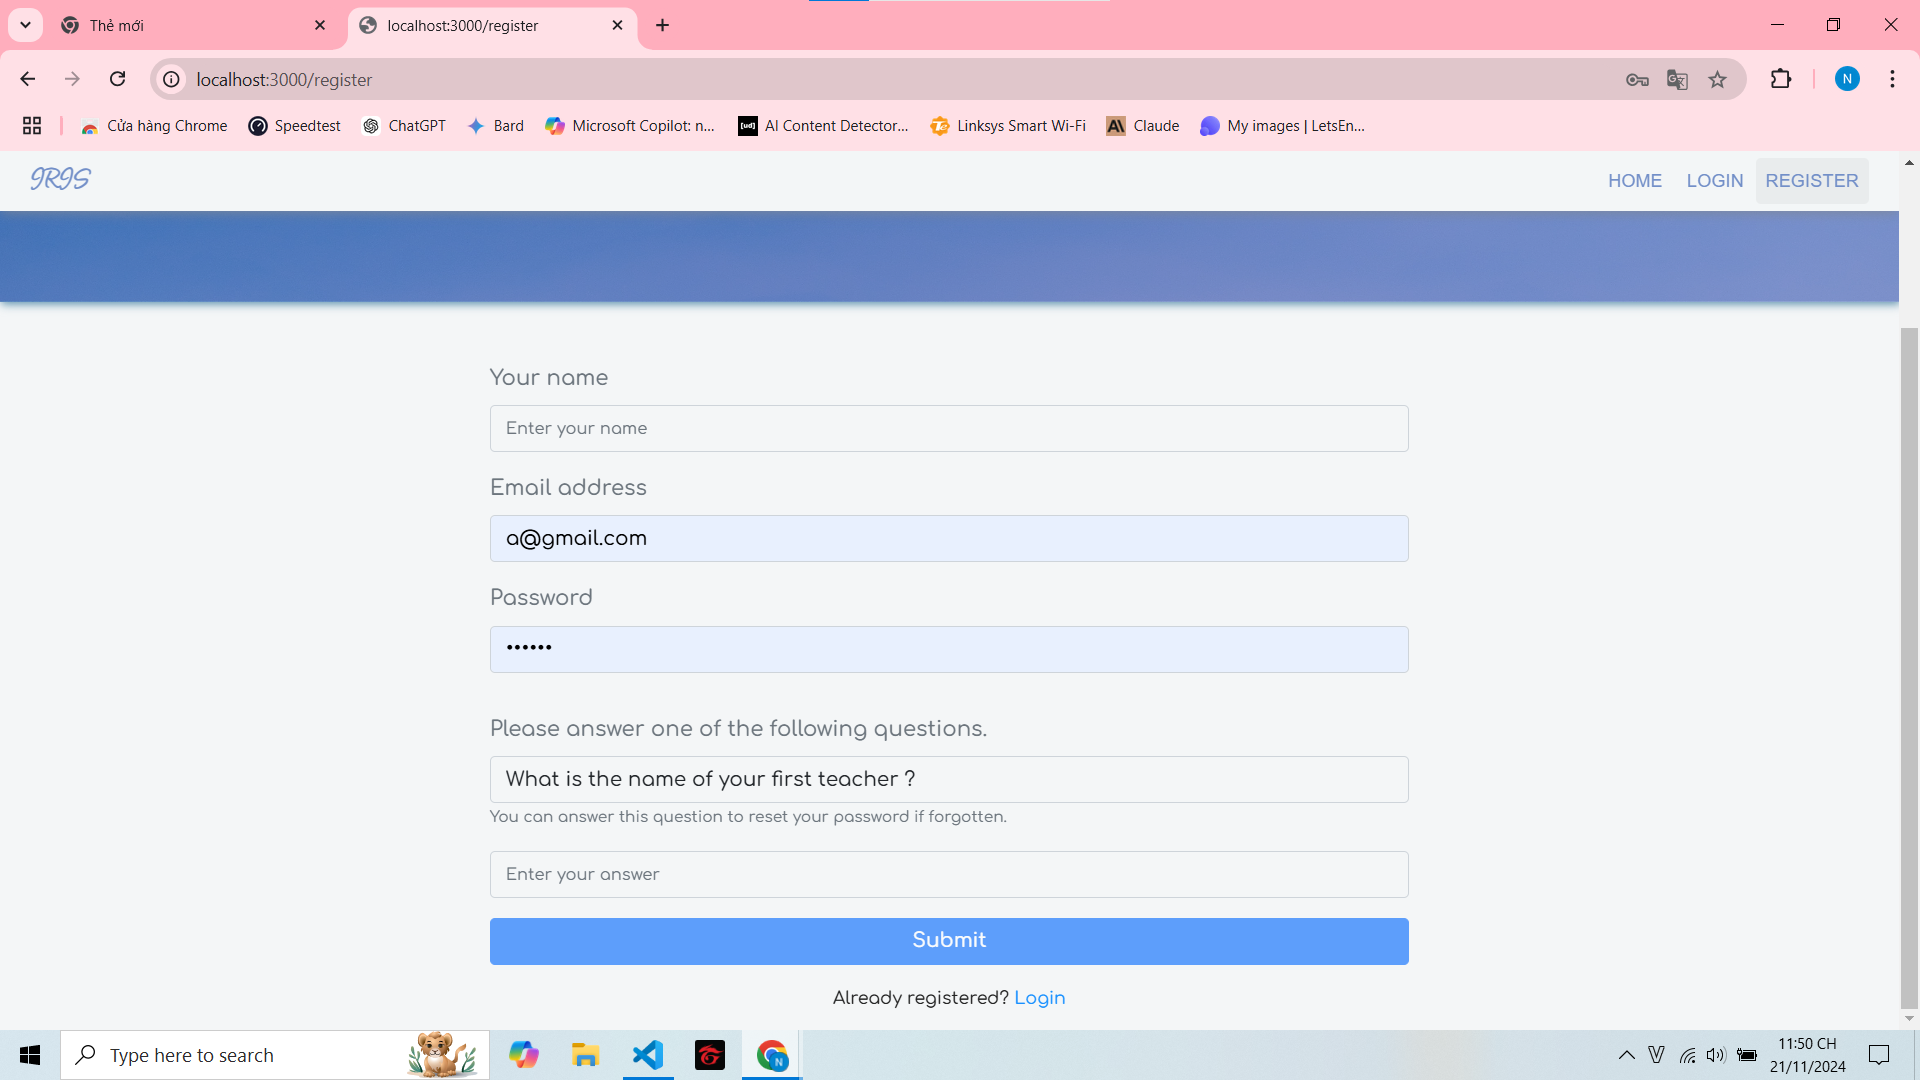 Thẻ mới
localhost:3000/register
localhost:3000/register
N
Cửa hàng Chrome
Speedtest
ChatGPT
Bard
Microsoft Copilot: n...
[ud]
AI Content Detector...
Linksys Smart Wi-Fi
Claude
My images | LetsEn...
IRIS
HOME
LOGIN
REGISTER
Your name
Enter your name
Email address
a@gmail.com
Password
••••••
Please answer one of the following questions.
What is the name of your first teacher ?
You can answer this question to reset your password if forgotten.
Enter your answer
Submit
Already registered? Login
Type here to search
N
V
11:50 CH
21/11/2024